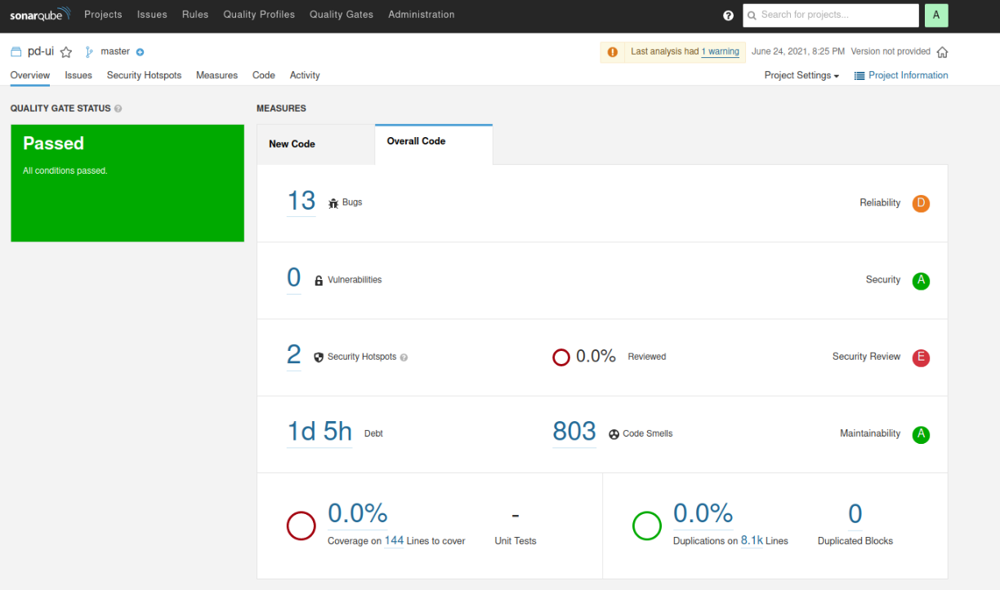 sonarqube Projects Issues Rules Quality Profiles Quality Gates Administration ? Search for projects... A
pd-ui master Last analysis had 1 warning June 24, 2021, 8:25 PM Version not provided
Overview Issues Security Hotspots Measures Code Activity Project Settings Project Information
QUALITY GATE STATUS ?
Passed
All conditions passed.
MEASURES
New Code Overall Code
13 Bugs Reliability D
0 Vulnerabilities Security A
2 Security Hotspots ? 0.0% Reviewed Security Review E
1d 5h Debt 803 Code Smells Maintainability A
0.0% - 0.0% 0
Coverage on 144 Lines to cover Unit Tests Duplications on 8.1k Lines Duplicated Blocks